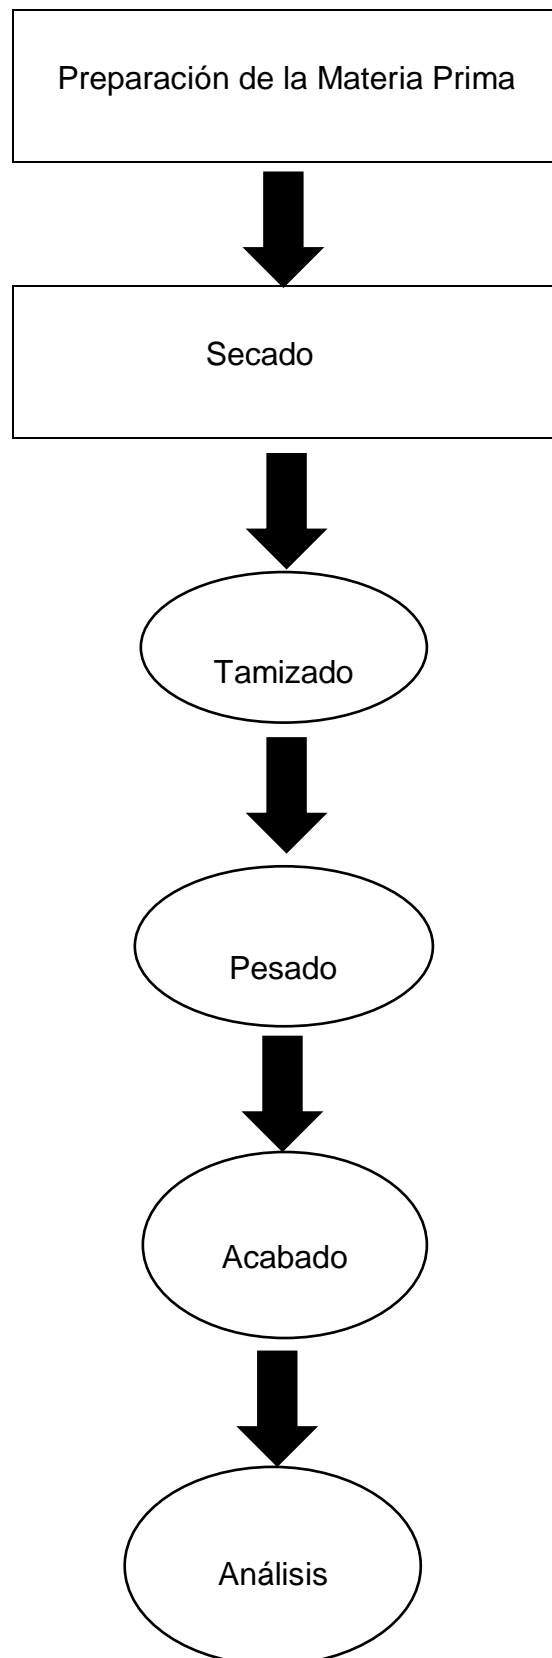 Preparación de la Materia Prima
Secado
Tamizado
Pesado
Acabado
Análisis